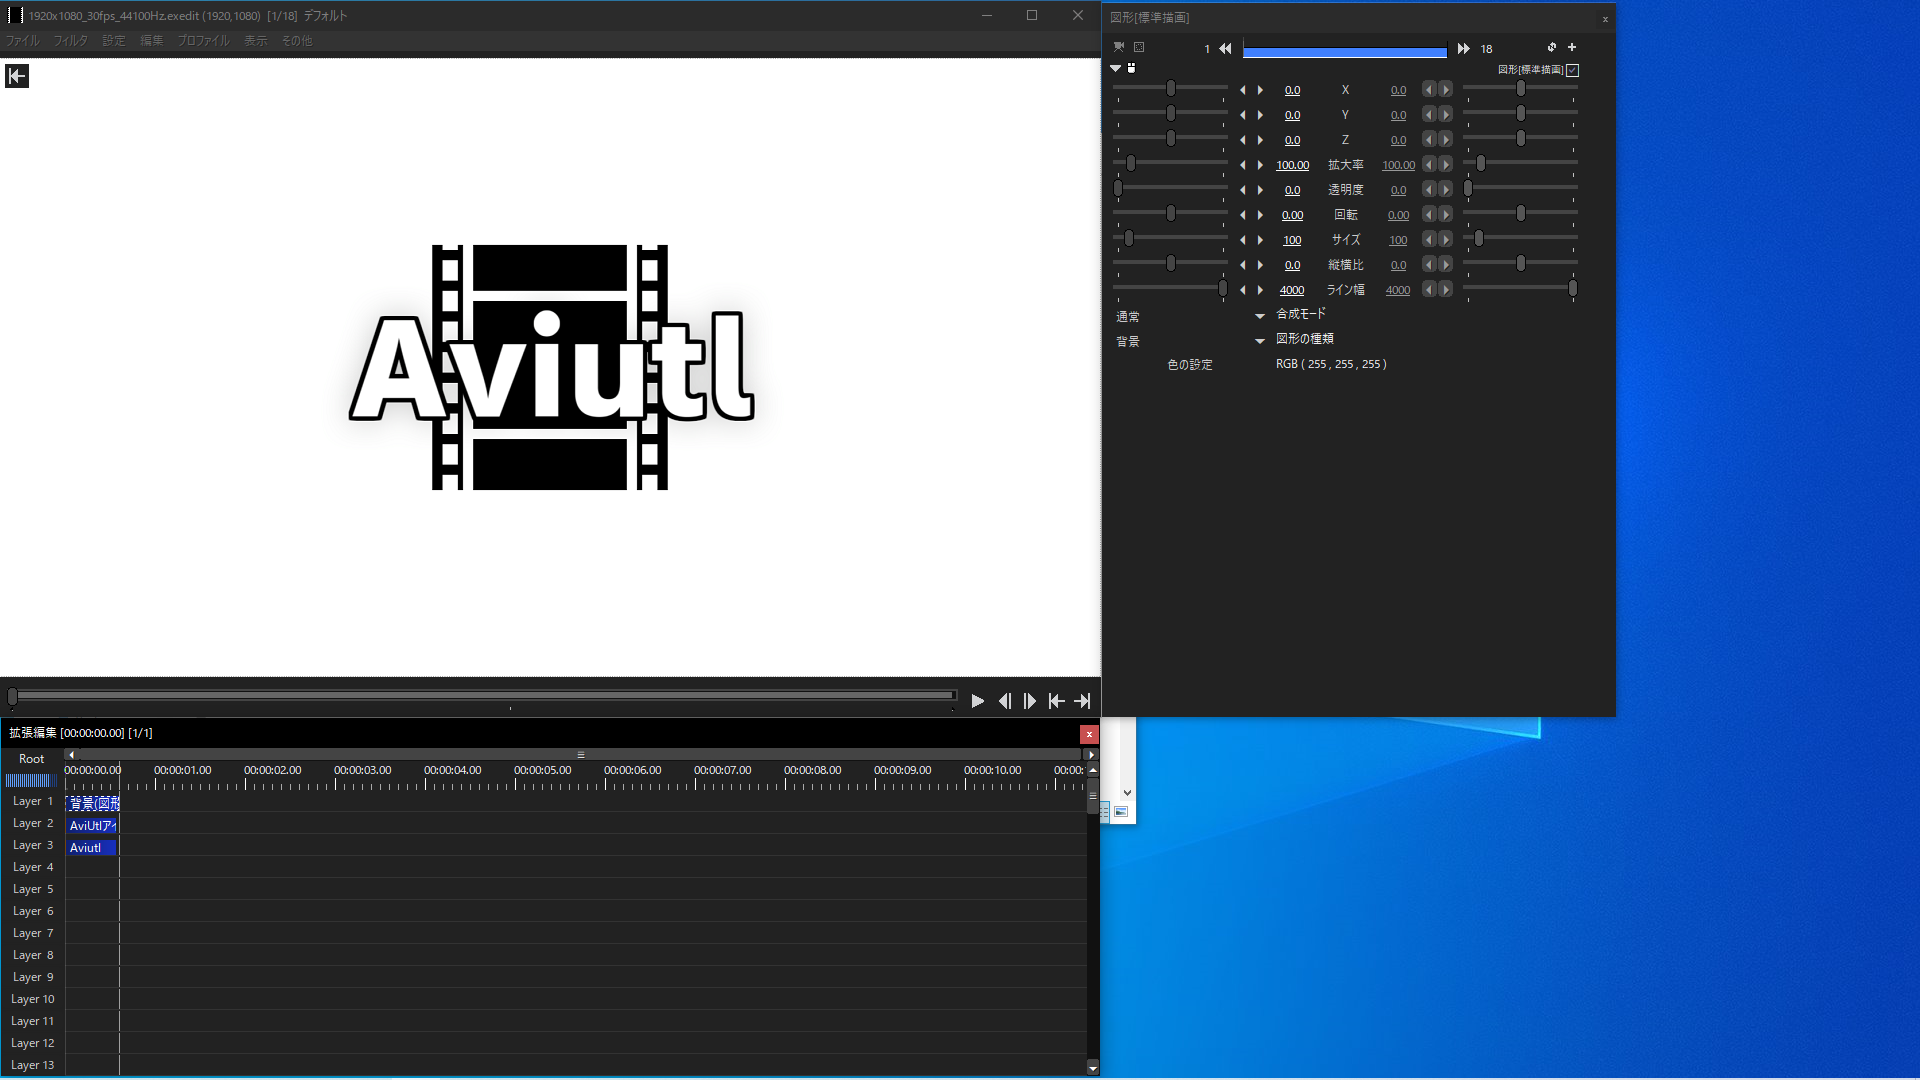 1920x1080_30fps_44100Hz.exedit (1920,1080) [1/18] デフォルト
ファイル フィルタ 設定 編集 プロファイル 表示 その他
Aviutl
図形[標準描画]
1 18
図形[標準描画]
0.0 X 0.0
0.0 Y 0.0
0.0 Z 0.0
100.00 拡大率 100.00
0.0 透明度 0.0
0.00 回転 0.00
100 サイズ 100
0.0 縦横比 0.0
4000 ライン幅 4000
通常 合成モード
背景 図形の種類
色の設定 RGB ( 255 , 255 , 255 )
拡張編集 [00:00:00.00] [1/1]
Root
00:00:00.00 00:00:01.00 00:00:02.00 00:00:03.00 00:00:04.00 00:00:05.00 00:00:06.00 00:00:07.00 00:00:08.00 00:00:09.00 00:00:10.00 00:00:
Layer 1 背景(図形
Layer 2 AviUtlアイ
Layer 3 Aviutl
Layer 4
Layer 5
Layer 6
Layer 7
Layer 8
Layer 9
Layer 10
Layer 11
Layer 12
Layer 13